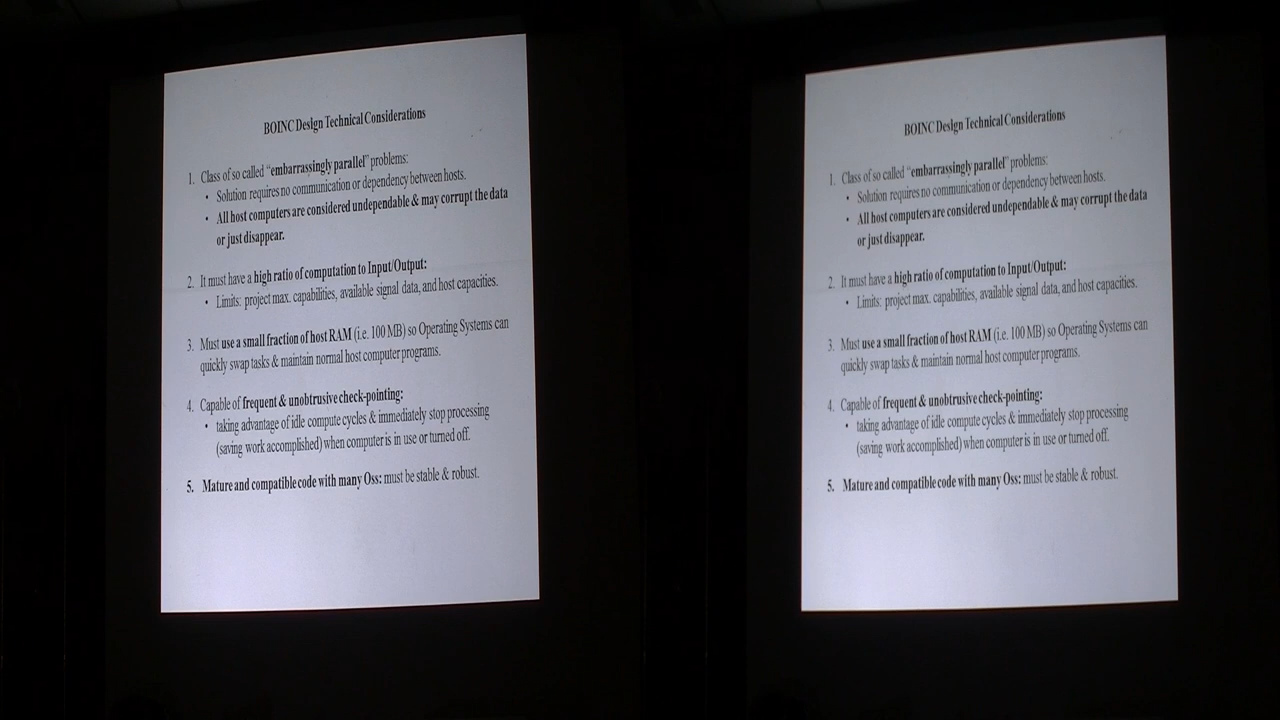 BOINC Design Technical Considerations
1. Class of so called "embarrassingly parallel" problems:
• Solution requires no communication or dependency between hosts.
• All host computers are considered undependable & may corrupt the data
or just disappear.
2. It must have a high ratio of computation to Input/Output:
• Limits: project max. capabilities, available signal data, and host capacities.
3. Must use a small fraction of host RAM (i.e. 100 MB) so Operating Systems can
quickly swap tasks & maintain normal host computer programs.
4. Capable of frequent & unobtrusive check-pointing:
• taking advantage of idle compute cycles & immediately stop processing
(saving work accomplished) when computer is in use or turned off.
5. Mature and compatible code with many Oss: must be stable & robust.
BOINC Design Technical Considerations
1. Class of so called "embarrassingly parallel" problems:
• Solution requires no communication or dependency between hosts.
• All host computers are considered undependable & may corrupt the data
or just disappear.
2. It must have a high ratio of computation to Input/Output:
• Limits: project max. capabilities, available signal data, and host capacities.
3. Must use a small fraction of host RAM (i.e. 100 MB) so Operating Systems can
quickly swap tasks & maintain normal host computer programs.
4. Capable of frequent & unobtrusive check-pointing:
• taking advantage of idle compute cycles & immediately stop processing
(saving work accomplished) when computer is in use or turned off.
5. Mature and compatible code with many Oss: must be stable & robust.